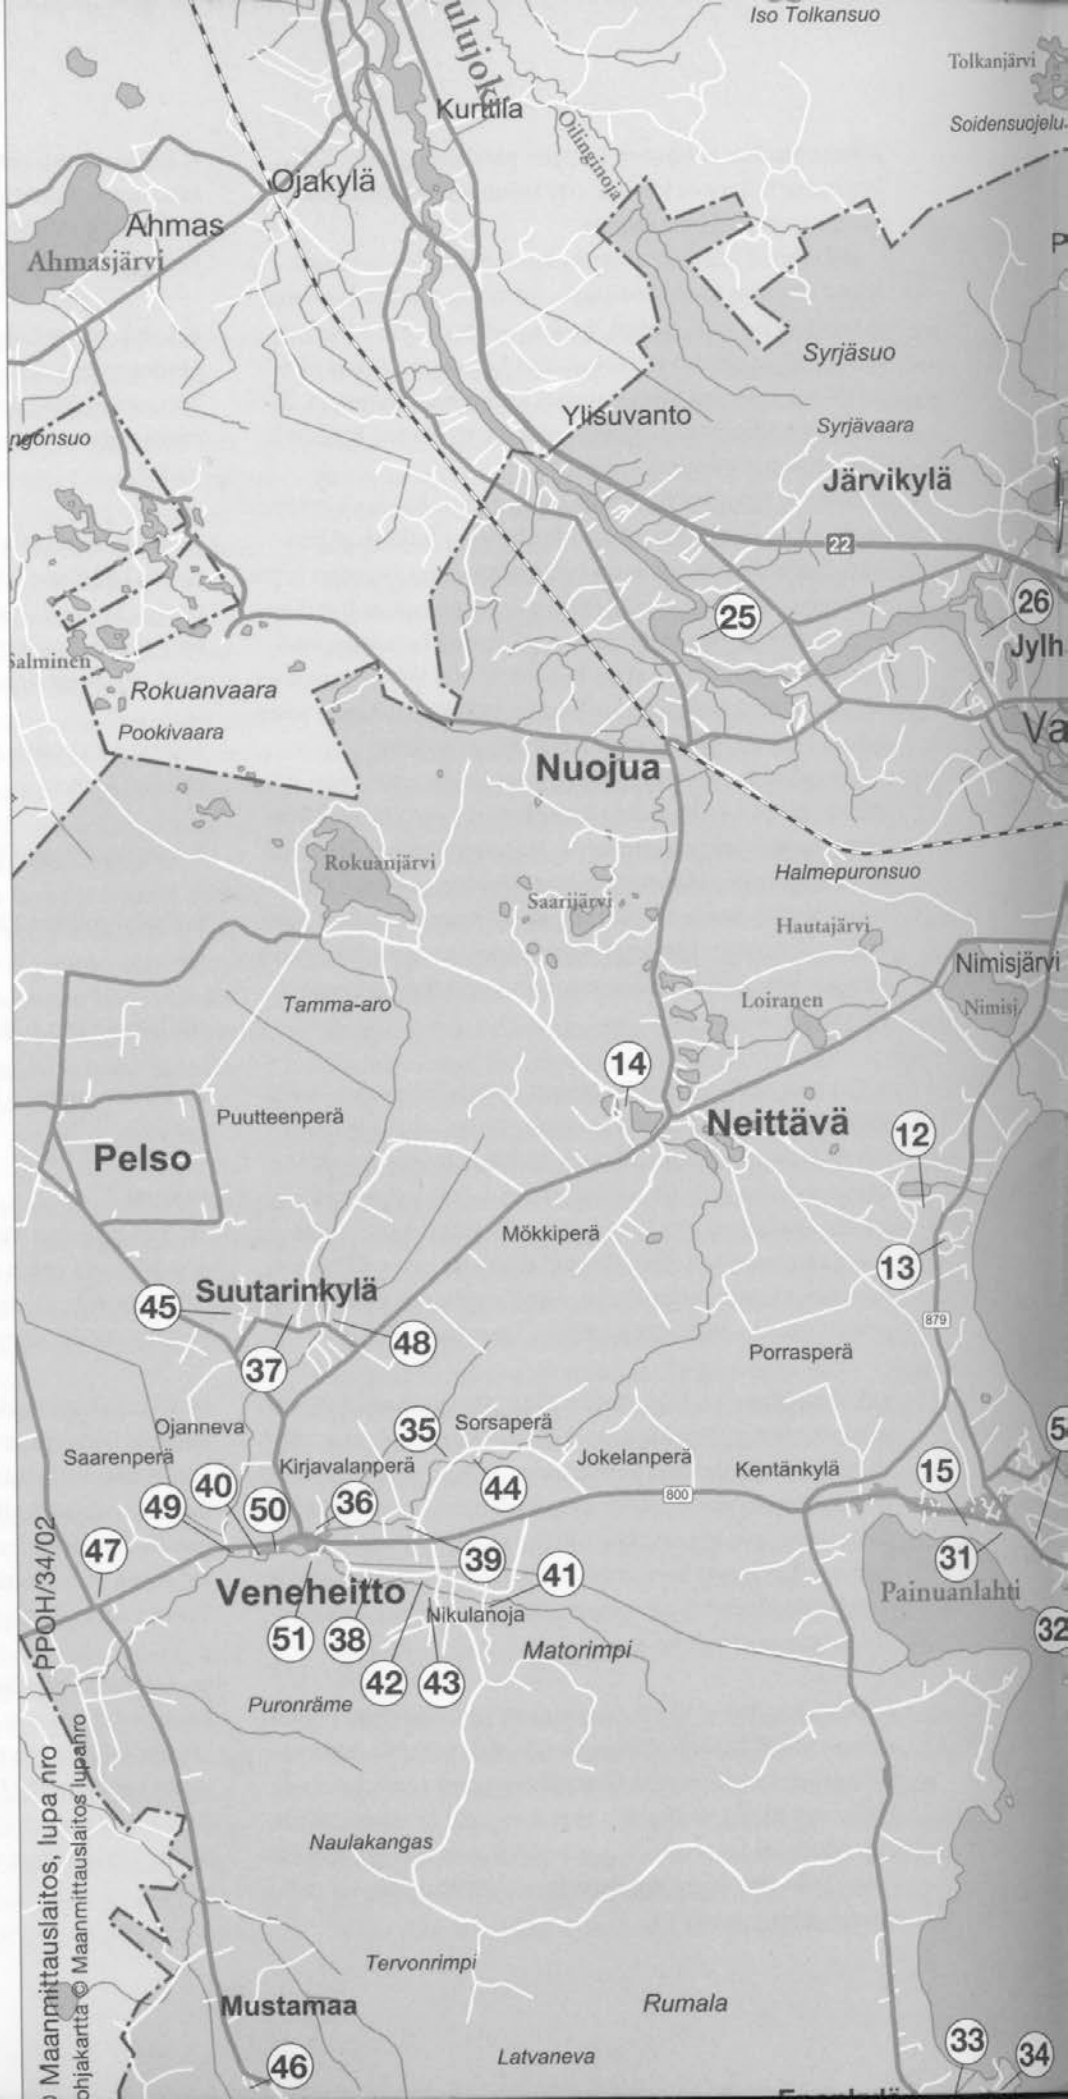 Iso Tolkansuo
Tolkanjärvi
Kurttila
Soidensuojelu-
Oilinginoja
Ojakylä
Ahmas
Ahmasjärvi
Syrjäsuo
Ylisuvanto
Syrjävaara
Järvikylä
22
25
26
Jylh
Salminen
Rokuanvaara
Pookivaara
Va
Nuojua
Rokuanjärvi
Halmepuronsuo
Saarijärvi
Hautajärvi
Nimisjärvi
Tamma-aro
Loiranen
Nimisj.
14
Puutteenperä
Neittävä
12
Pelso
Mökkiperä
13
Suutarinkylä
45
879
48
37
Porrasperä
Ojanneva
35
Sorsaperä
Saarenperä
Kirjavalanperä
Jokelanperä
Kentänkylä
15
40
49
50
36
44
800
47
39
41
31
Veneheitto
Painuanlahti
Nikulanoja
51
38
32
Matorimpi
42
43
Puronräme
PPOH/34/02
Maanmittauslaitos, lupa nro
ohjakartta © Maanmittauslaitos lupahro
Naulakangas
Tervonrimpi
Mustamaa
Rumala
46
Latvaneva
33
34